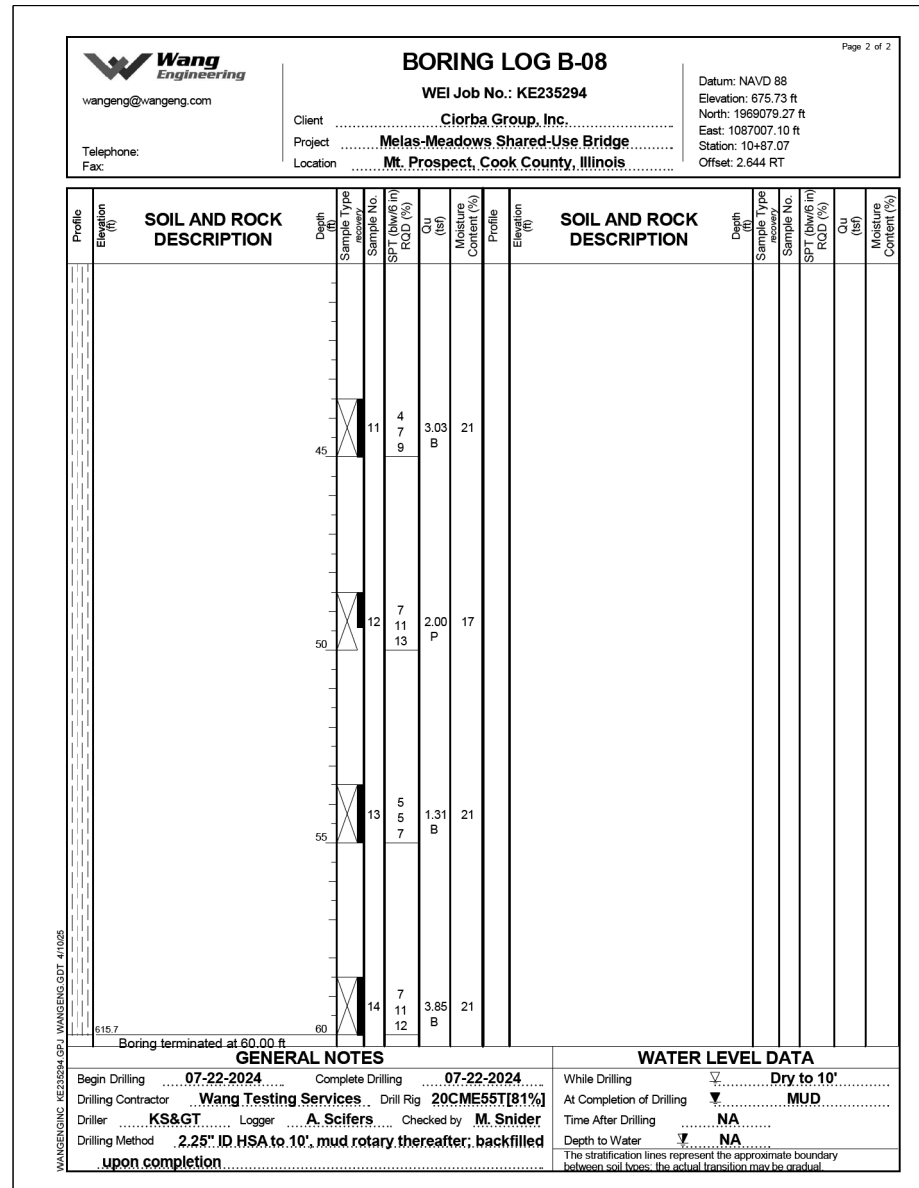 Page 2 of 2
Wang
Engineering
wangeng@wangeng.com
Telephone:
Fax:
BORING LOG B-08
WEI Job No.: KE235294
Client Ciorba Group, Inc.
Project Melas-Meadows Shared-Use Bridge
Location Mt. Prospect, Cook County, Illinois
Datum: NAVD 88
Elevation: 675.73 ft
North: 1969079.27 ft
East: 1087007.10 ft
Station: 10+87.07
Offset: 2.644 RT
Profile
Elevation (ft)
SOIL AND ROCK
DESCRIPTION
Depth (ft)
Sample Type
recovery
Sample No.
SPT (blw/6 in)
RQD (%)
Qu
(tsf)
Moisture
Content (%)
Profile
Elevation (ft)
SOIL AND ROCK
DESCRIPTION
Depth (ft)
Sample Type
recovery
Sample No.
SPT (blw/6 in)
RQD (%)
Qu
(tsf)
Moisture
Content (%)
4
11 7 3.03 21
B
45 9
7
12 11 2.00 17
P
50 13
5
13 5 1.31 21
B
55 7
7
14 11 3.85 21
B
615.7 60 12
Boring terminated at 60.00 ft
WANGENGINC KE235294.GPJ WANGENG.GDT 4/10/25
GENERAL NOTES
Begin Drilling 07-22-2024 Complete Drilling 07-22-2024
Drilling Contractor Wang Testing Services Drill Rig 20CME55T[81%]
Driller KS&GT Logger A. Scifers Checked by M. Snider
Drilling Method 2.25" ID HSA to 10', mud rotary thereafter; backfilled
upon completion
WATER LEVEL DATA
While Drilling Dry to 10'
At Completion of Drilling MUD
Time After Drilling NA
Depth to Water NA
The stratification lines represent the approximate boundary
between soil types; the actual transition may be gradual.